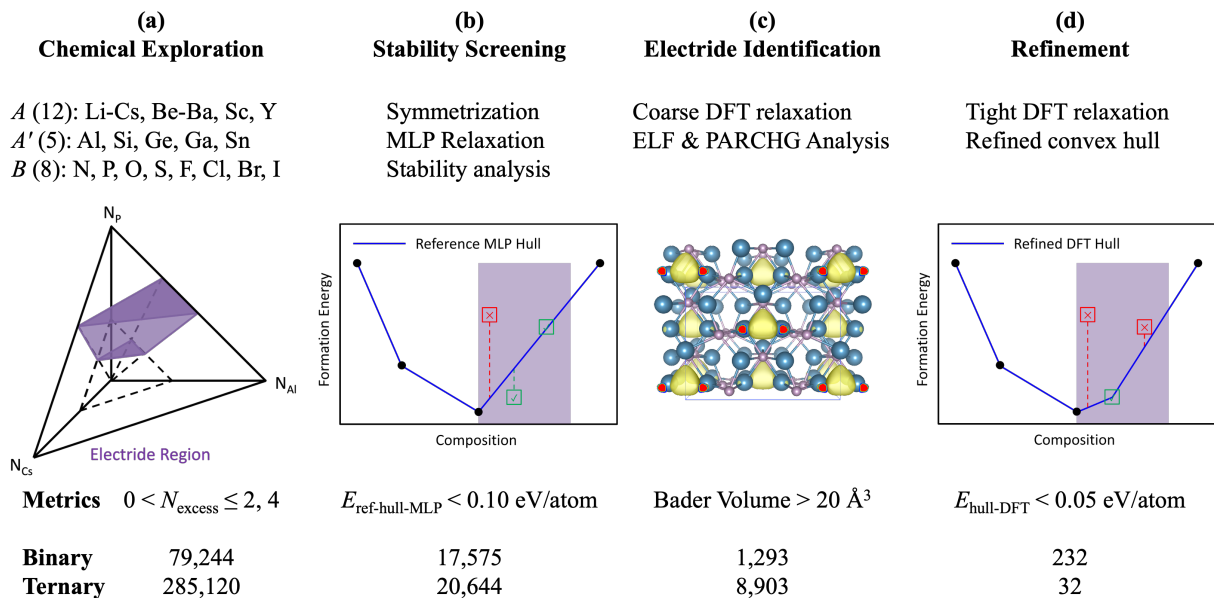 (a)
Chemical Exploration
A (12): Li-Cs, Be-Ba, Sc, Y
A′ (5): Al, Si, Ge, Ga, Sn
B (8): N, P, O, S, F, Cl, Br, I
N_P
N_Al
N_Cs
Electride Region
(b)
Stability Screening
Symmetrization
MLP Relaxation
Stability analysis
Reference MLP Hull
Formation Energy
Composition
(c)
Electride Identification
Coarse DFT relaxation
ELF & PARCHG Analysis
(d)
Refinement
Tight DFT relaxation
Refined convex hull
Refined DFT Hull
Formation Energy
Composition
Metrics 0 < N_excess ≤ 2, 4 E_ref-hull-MLP < 0.10 eV/atom Bader Volume > 20 Å³ E_hull-DFT < 0.05 eV/atom
Binary 79,244 17,575 1,293 232
Ternary 285,120 20,644 8,903 32